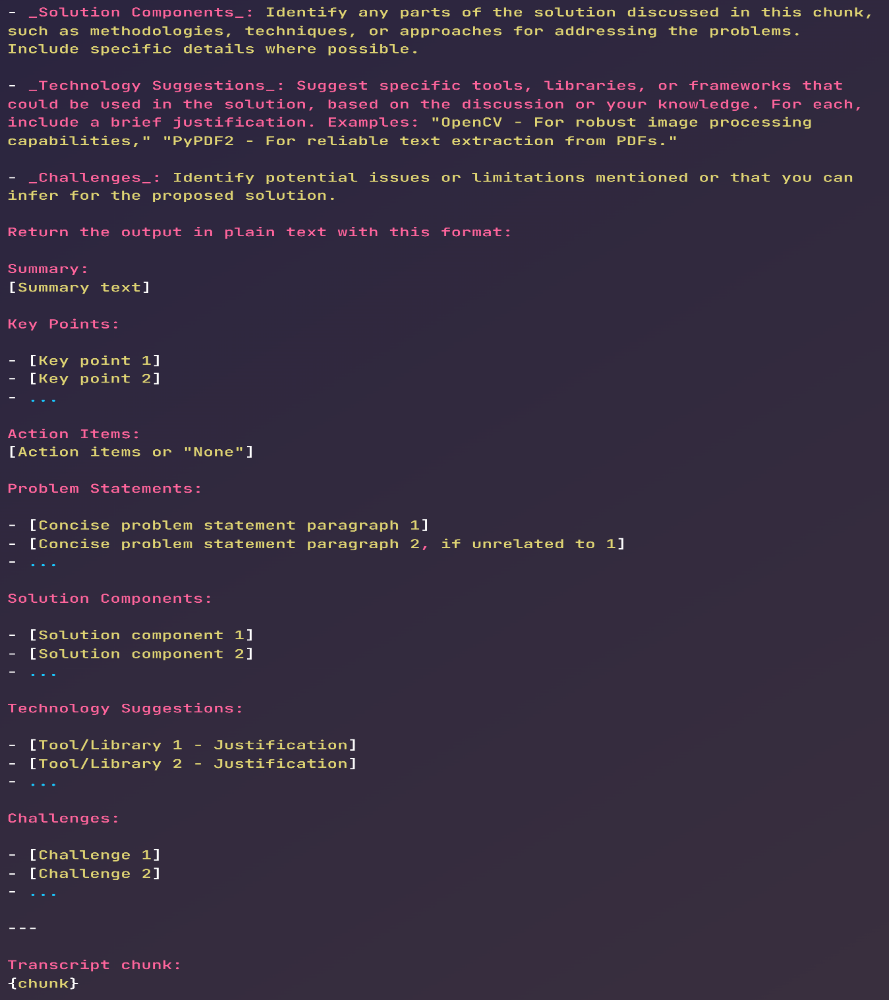 - _Solution Components_: Identify any parts of the solution discussed in this chunk,
such as methodologies, techniques, or approaches for addressing the problems.
Include specific details where possible.
- _Technology Suggestions_: Suggest specific tools, libraries, or frameworks that
could be used in the solution, based on the discussion or your knowledge. For each,
include a brief justification. Examples: "OpenCV - For robust image processing
capabilities," "PyPDF2 - For reliable text extraction from PDFs."
- _Challenges_: Identify potential issues or limitations mentioned or that you can
infer for the proposed solution.
Return the output in plain text with this format:
Summary:
[Summary text]
Key Points:
- [Key point 1]
- [Key point 2]
- ...
Action Items:
[Action items or "None"]
Problem Statements:
- [Concise problem statement paragraph 1]
- [Concise problem statement paragraph 2, if unrelated to 1]
- ...
Solution Components:
- [Solution component 1]
- [Solution component 2]
- ...
Technology Suggestions:
- [Tool/Library 1 - Justification]
- [Tool/Library 2 - Justification]
- ...
Challenges:
- [Challenge 1]
- [Challenge 2]
- ...
---
Transcript chunk:
{chunk}